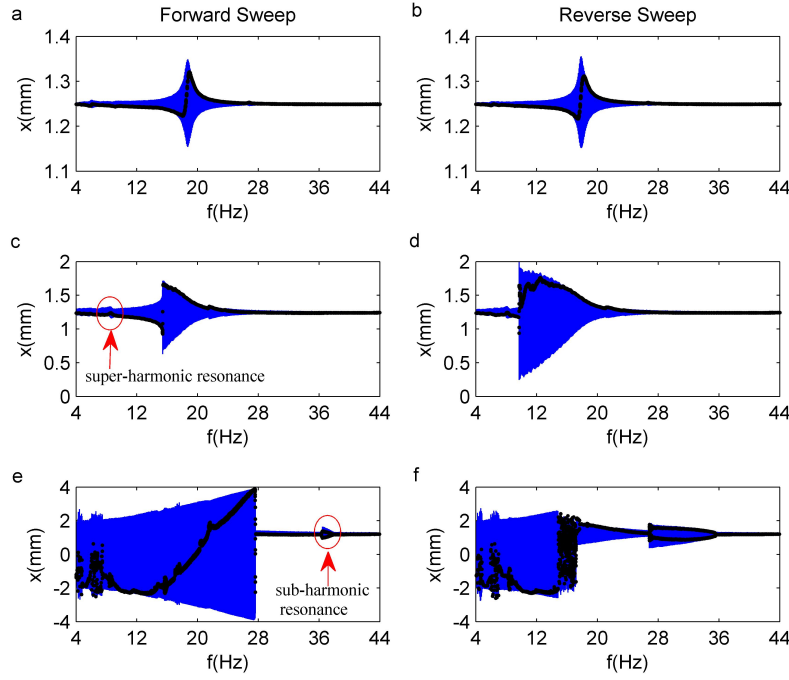 Forward Sweep
Reverse Sweep
a
b
1.4
1.3
1.2
1.1
x(mm)
4 12 20 28 36 44
f(Hz)
1.4
1.3
1.2
1.1
x(mm)
4 12 20 28 36 44
f(Hz)
c
d
2
1.5
1
0.5
0
x(mm)
super-harmonic resonance
4 12 20 28 36 44
f(Hz)
2
1.5
1
0.5
0
x(mm)
4 12 20 28 36 44
f(Hz)
e
f
4
2
0
-2
-4
x(mm)
sub-harmonic
resonance
4 12 20 28 36 44
f(Hz)
4
2
0
-2
-4
x(mm)
4 12 20 28 36 44
f(Hz)